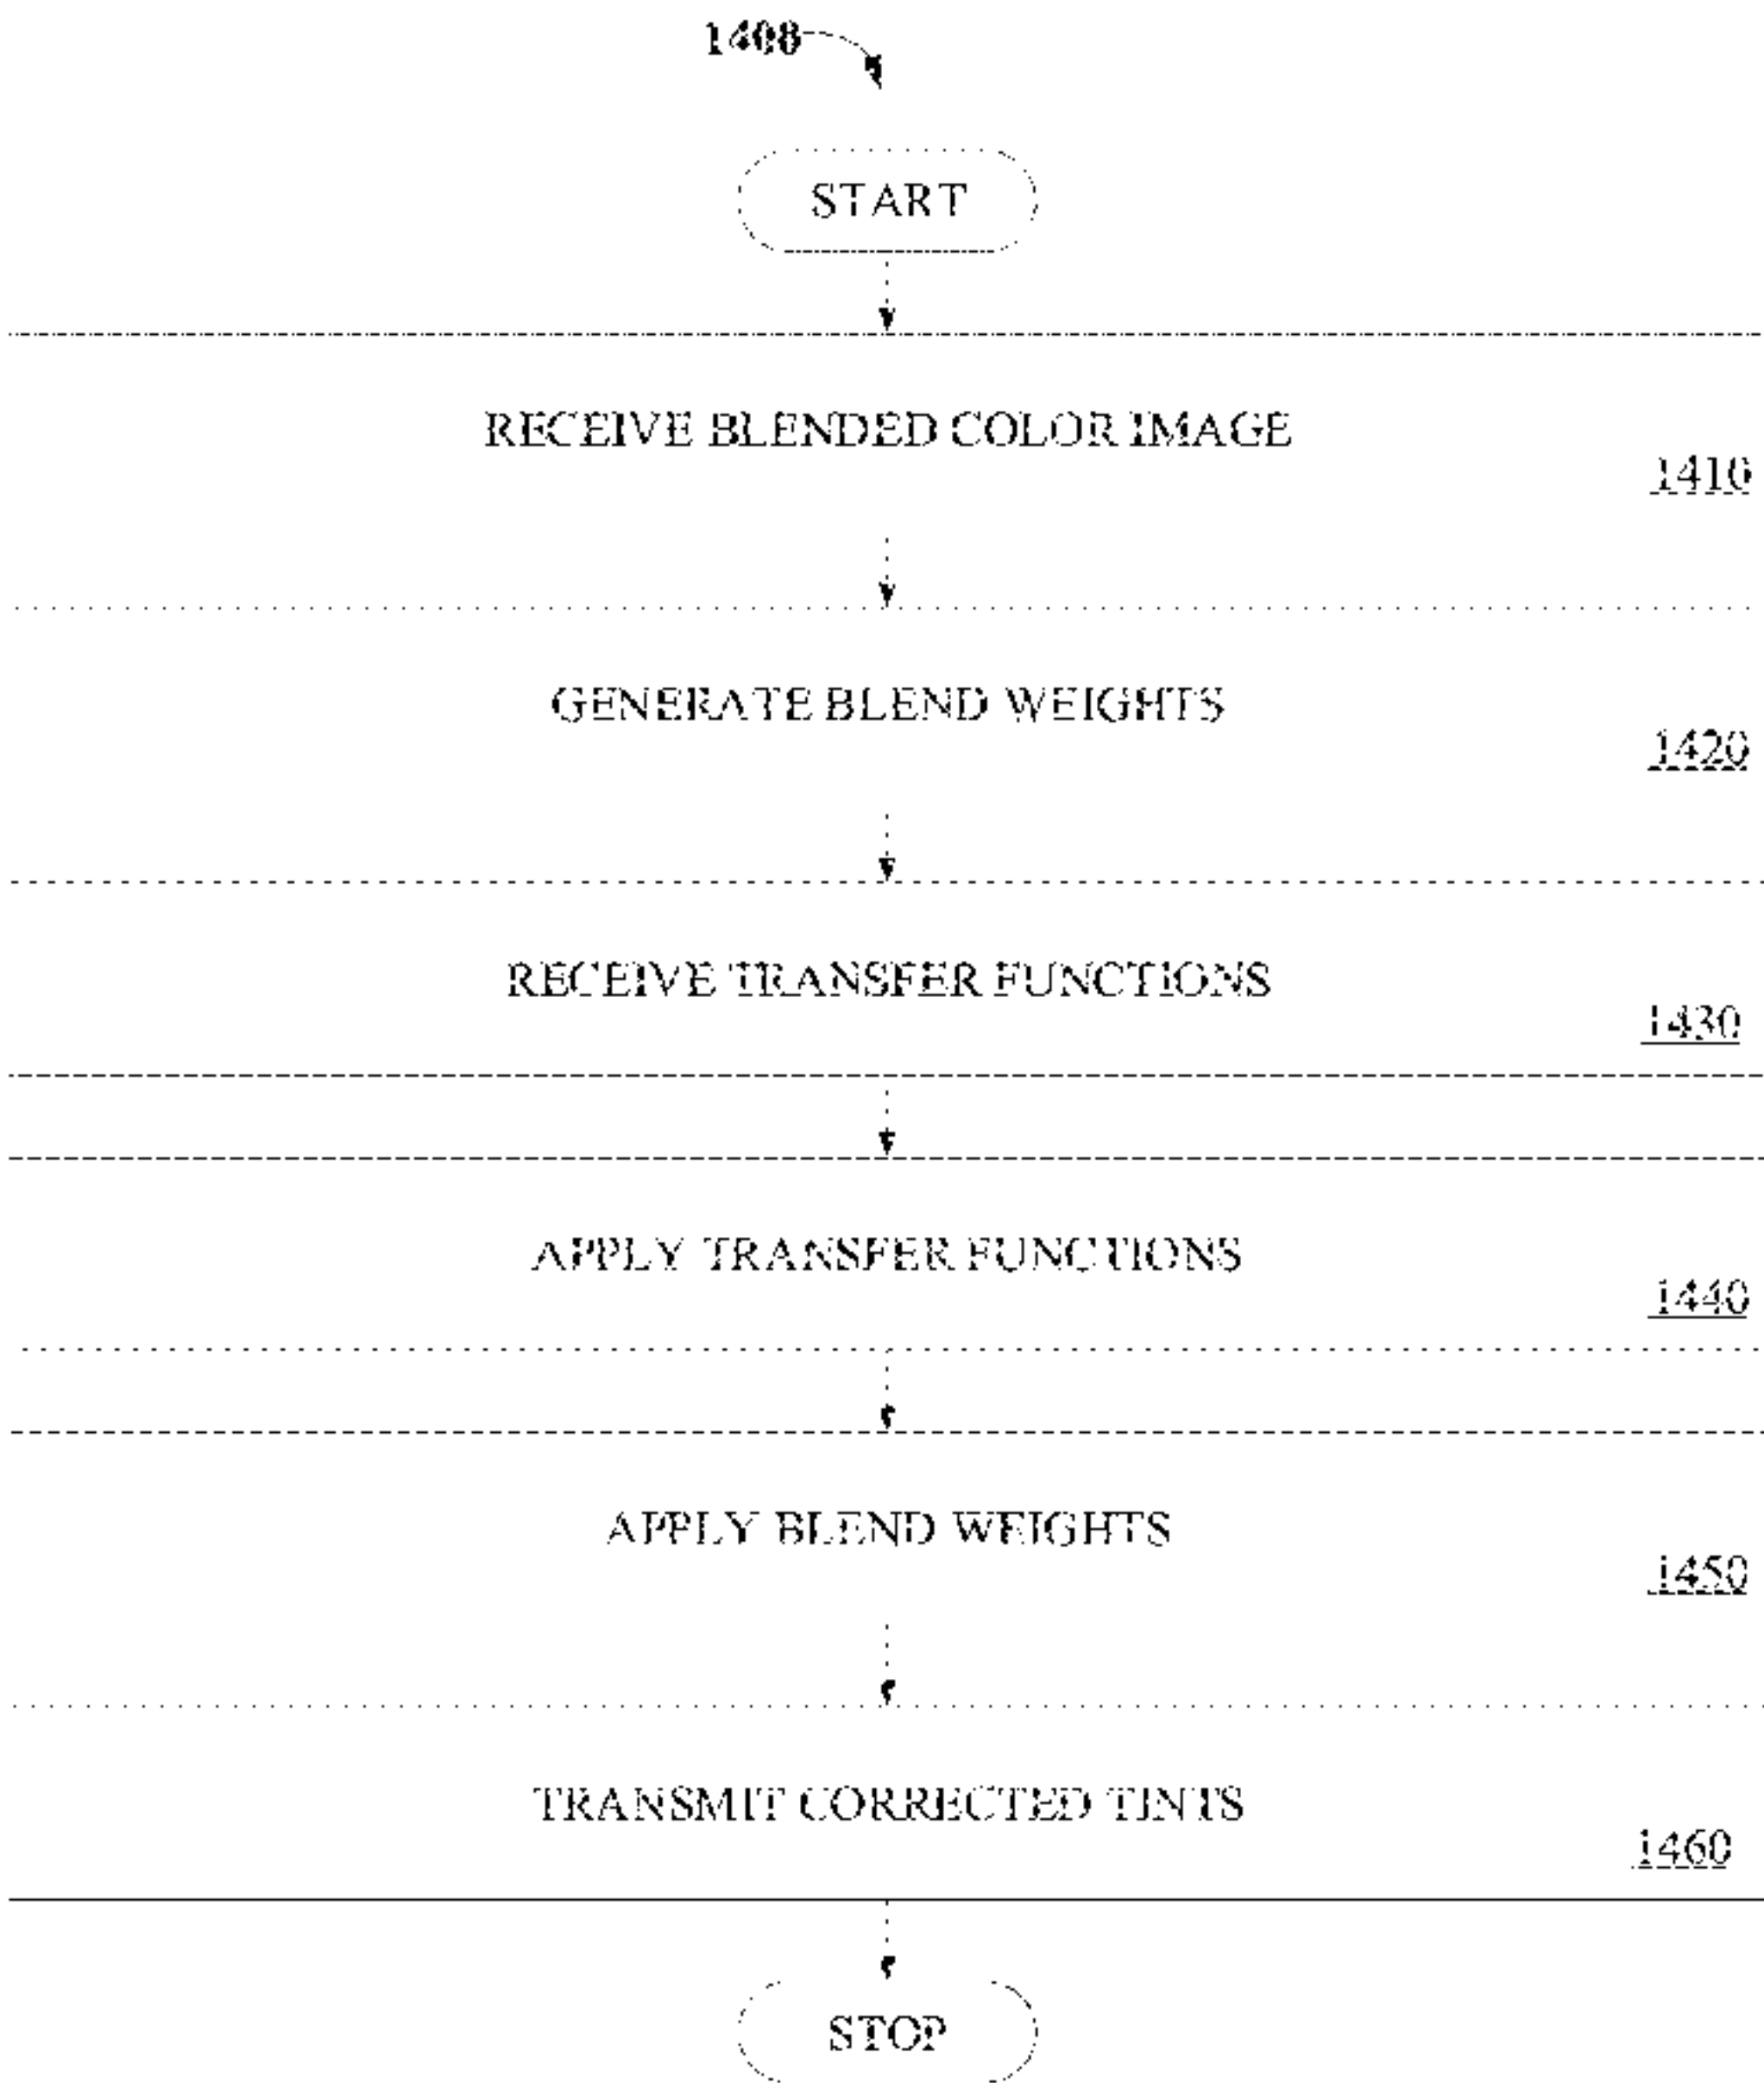 1400
START
RECEIVE BLENDED COLOR IMAGE
1410
GENERATE BLEND WEIGHTS
1420
RECEIVE TRANSFER FUNCTIONS
1430
APPLY TRANSFER FUNCTIONS
1440
APPLY BLEND WEIGHTS
1450
TRANSMIT CORRECTED TINTS
1460
STOP